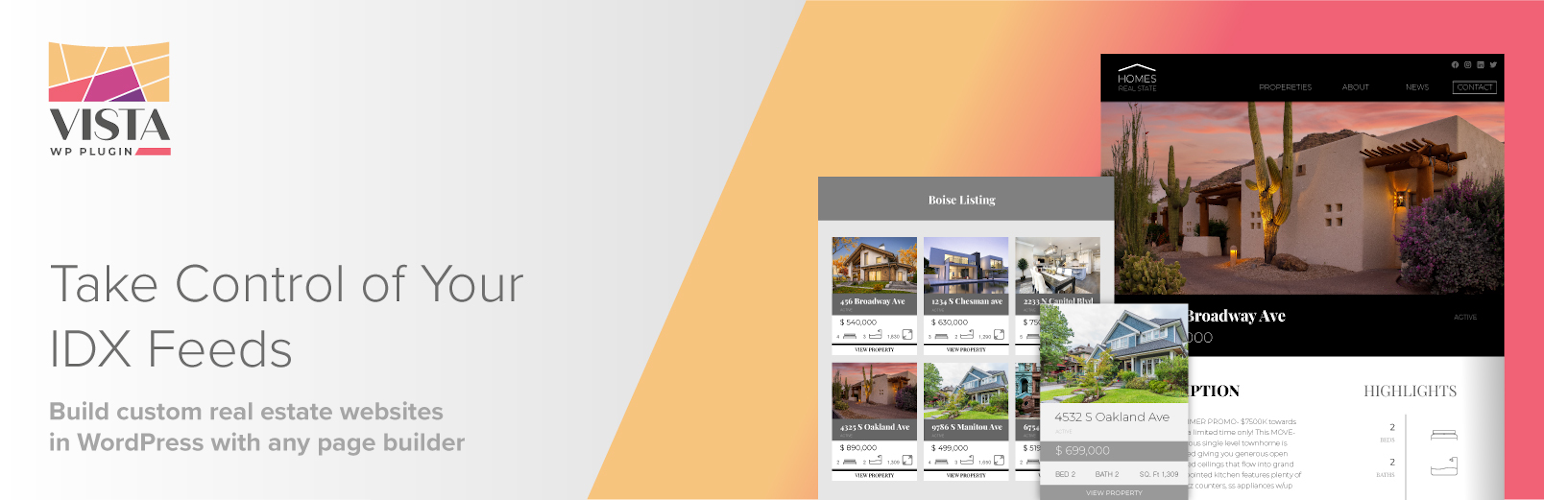 VISTA
WP PLUGIN
Take Control of Your
IDX Feeds
Build custom real estate websites
in WordPress with any page builder
Boise Listing
456 Broadway Ave
ACTIVE
$ 540,000
4 3 1,830
VIEW PROPERTY
1234 S Chesman ave
ACTIVE
$ 630,000
3 2 1,290
VIEW PROPERTY
2233 N Capitol Blvd
4325 S Oakland Ave
ACTIVE
$ 890,000
2 2 1,309
VIEW PROPERTY
9786 S Manitou Ave
ACTIVE
$ 499,000
4 3 1,650
VIEW PROPERTY
6754
$ 519
4532 S Oakland Ave
ACTIVE
$ 699,000
BED 2 BATH 2 SQ. Ft 1,309
VIEW PROPERTY
HOMES
REAL STATE
PROPERETIES ABOUT NEWS CONTACT
Broadway Ave
ACTIVE
000
PTION
MER PROMO- $7500K towards
a limited time only! This MOVE-
ous single level townhome is
ed giving you generous open
ed ceilings that flow into grand
pointed kitchen features plenty of
z counters, ss appliances w/up
HIGHLIGHTS
2
BEDS
2
BATHS